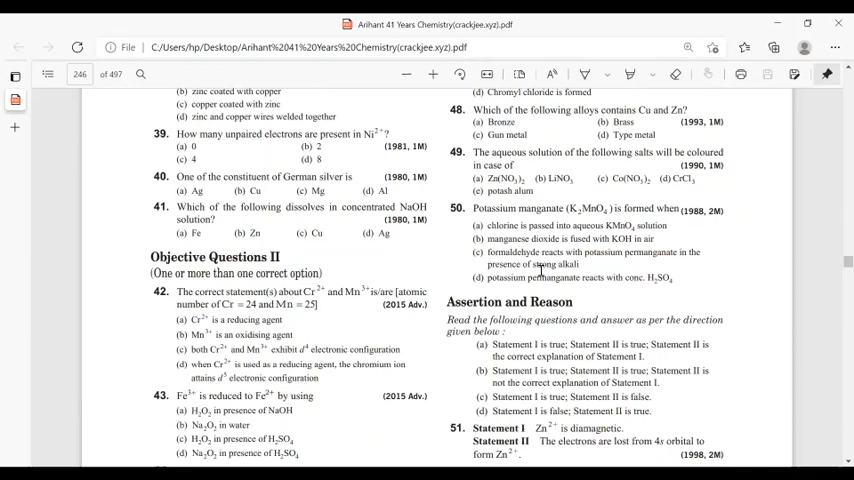 Arihant 41 Years Chemistry(crackjee.xyz).pdf
File C:/Users/hp/Desktop/Arihant%2041%20Years%20Chemistry(crackjee.xyz).pdf
246 of 497
(b) zinc coated with copper
(c) copper coated with zinc
(d) zinc and copper wires welded together
39. How many unpaired electrons are present in Ni²⁺?
(a) 0 (b) 2 (1981, 1M)
(c) 4 (d) 8
40. One of the constituent of German silver is (1980, 1M)
(a) Ag (b) Cu (c) Mg (d) Al
41. Which of the following dissolves in concentrated NaOH
solution? (1980, 1M)
(a) Fe (b) Zn (c) Cu (d) Ag
Objective Questions II
(One or more than one correct option)
42. The correct statement(s) about Cr²⁺ and Mn³⁺ is/are [atomic
number of Cr = 24 and Mn = 25] (2015 Adv.)
(a) Cr²⁺ is a reducing agent
(b) Mn³⁺ is an oxidising agent
(c) both Cr²⁺ and Mn³⁺ exhibit d⁴ electronic configuration
(d) when Cr²⁺ is used as a reducing agent, the chromium ion
attains d⁵ electronic configuration
43. Fe³⁺ is reduced to Fe²⁺ by using (2015 Adv.)
(a) H₂O₂ in presence of NaOH
(b) Na₂O₂ in water
(c) H₂O₂ in presence of H₂SO₄
(d) Na₂O₂ in presence of H₂SO₄
(d) Chromyl chloride is formed
48. Which of the following alloys contains Cu and Zn?
(a) Bronze (b) Brass (1993, 1M)
(c) Gun metal (d) Type metal
49. The aqueous solution of the following salts will be coloured
in case of (1990, 1M)
(a) Zn(NO₃)₂ (b) LiNO₃ (c) Co(NO₃)₂ (d) CrCl₃
(e) potash alum
50. Potassium manganate (K₂MnO₄) is formed when (1988, 2M)
(a) chlorine is passed into aqueous KMnO₄ solution
(b) manganese dioxide is fused with KOH in air
(c) formaldehyde reacts with potassium permanganate in the
presence of strong alkali
(d) potassium permanganate reacts with conc. H₂SO₄
Assertion and Reason
Read the following questions and answer as per the direction
given below :
(a) Statement I is true; Statement II is true; Statement II is
the correct explanation of Statement I.
(b) Statement I is true; Statement II is true; Statement II is
not the correct explanation of Statement I.
(c) Statement I is true; Statement II is false.
(d) Statement I is false; Statement II is true.
51. Statement I Zn²⁺ is diamagnetic.
Statement II The electrons are lost from 4s orbital to
form Zn²⁺. (1998, 2M)